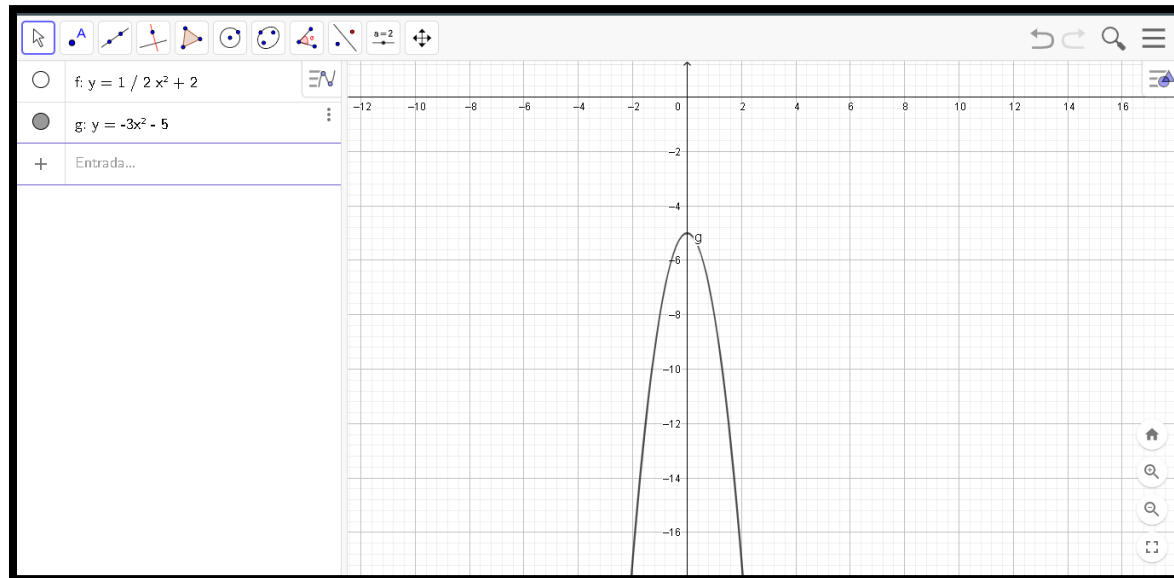 A
a=2
f: y = 1 / 2 x² + 2
g: y = -3x² - 5
+ Entrada...
−12 −10 −8 −6 −4 −2 0 2 4 6 8 10 12 14 16
−2
−4
g
−6
−8
−10
−12
−14
−16